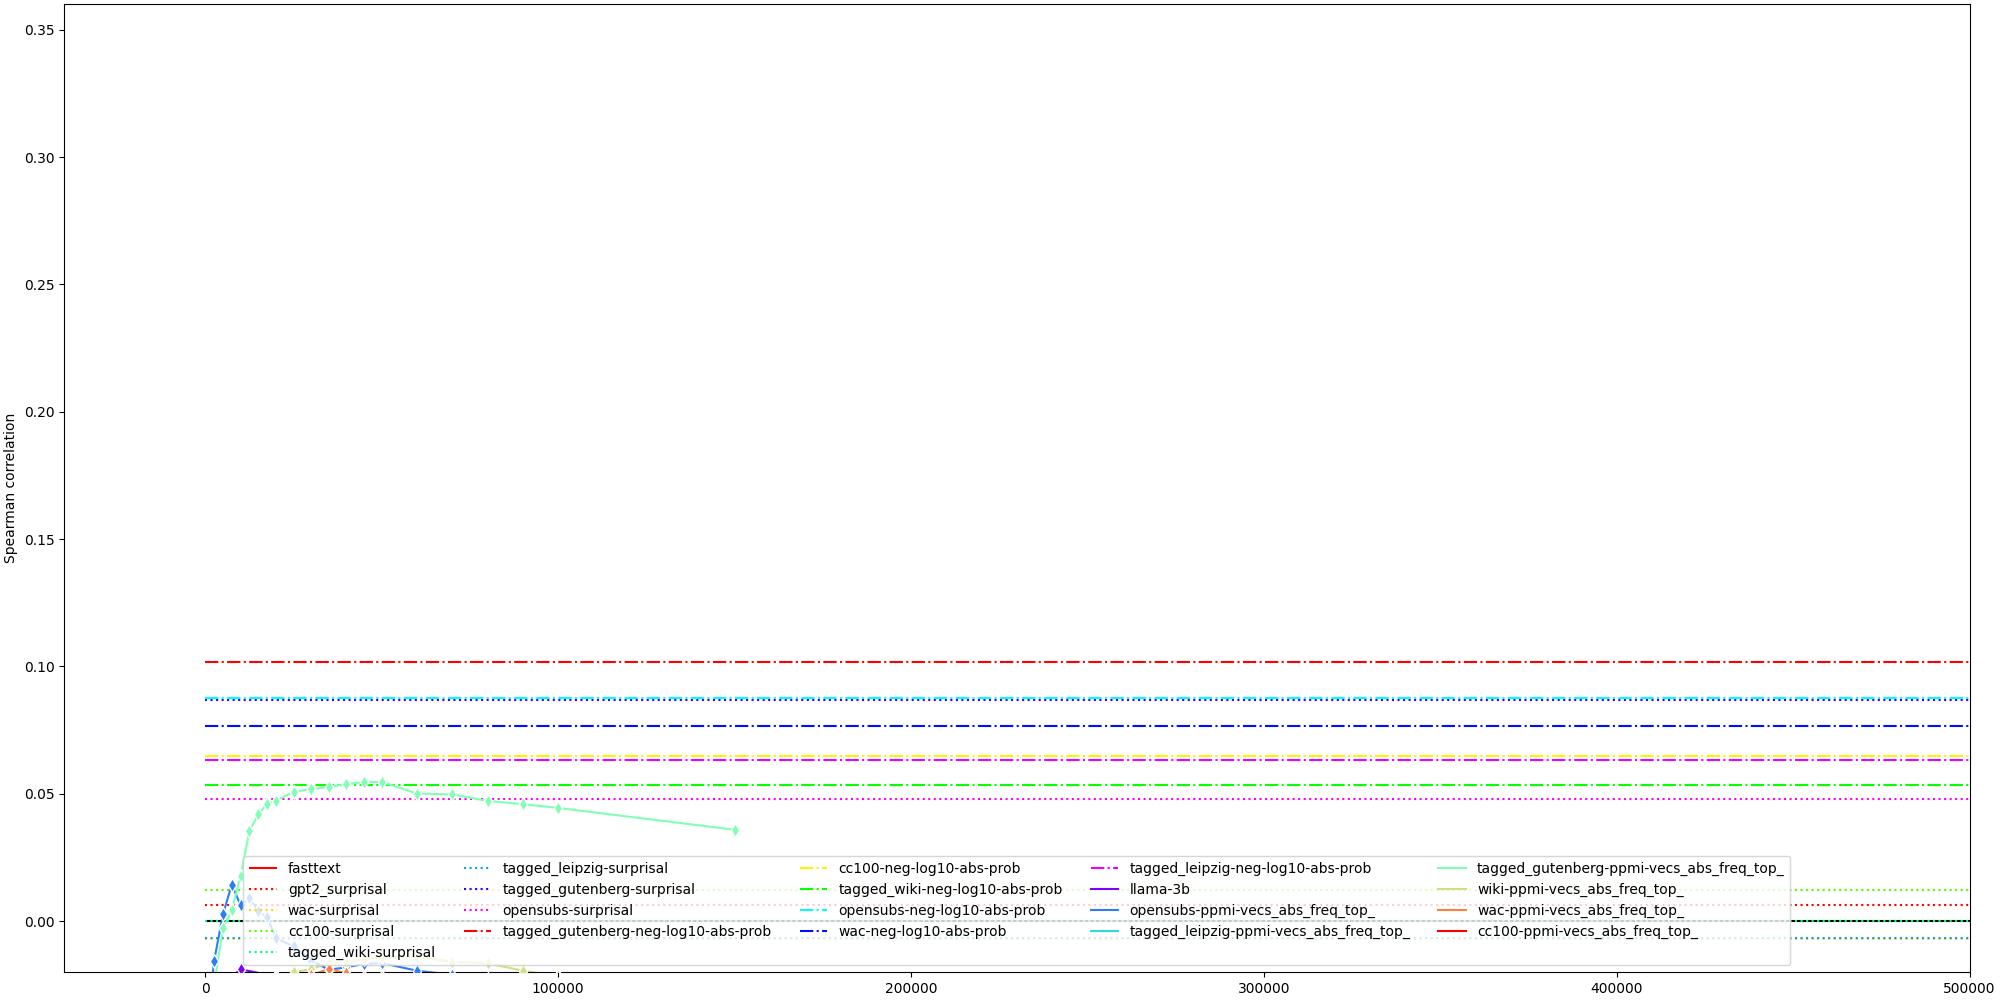 0.35
0.30
0.25
0.20
0.15
0.10
0.05
0.00
Spearman correlation
fasttext
gpt2_surprisal
wac-surprisal
cc100-surprisal
tagged_wiki-surprisal
tagged_leipzig-surprisal
tagged_gutenberg-surprisal
opensubs-surprisal
tagged_gutenberg-neg-log10-abs-prob
cc100-neg-log10-abs-prob
tagged_wiki-neg-log10-abs-prob
opensubs-neg-log10-abs-prob
wac-neg-log10-abs-prob
tagged_leipzig-neg-log10-abs-prob
llama-3b
opensubs-ppmi-vecs_abs_freq_top_
tagged_leipzig-ppmi-vecs_abs_freq_top_
tagged_gutenberg-ppmi-vecs_abs_freq_top_
wiki-ppmi-vecs_abs_freq_top_
wac-ppmi-vecs_abs_freq_top_
cc100-ppmi-vecs_abs_freq_top_
0 100000 200000 300000 400000 500000